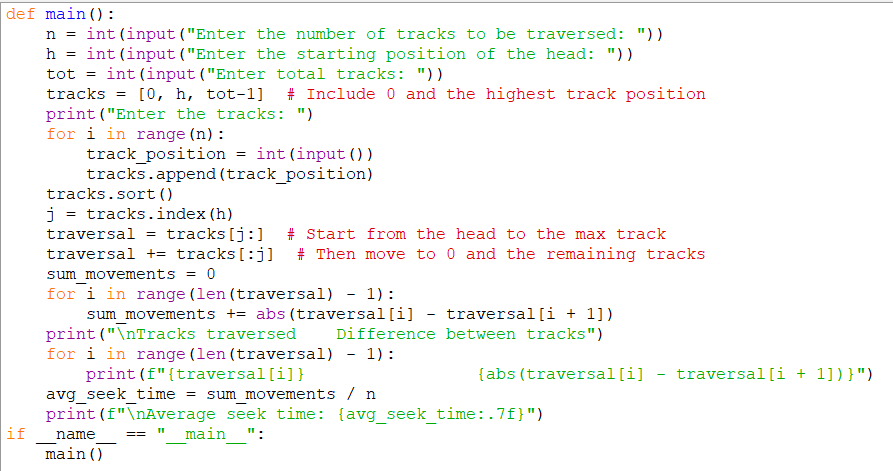 def main():
    n = int(input("Enter the number of tracks to be traversed: "))
    h = int(input("Enter the starting position of the head: "))
    tot = int(input("Enter total tracks: "))
    tracks = [0, h, tot-1]  # Include 0 and the highest track position
    print("Enter the tracks: ")
    for i in range(n):
        track_position = int(input())
        tracks.append(track_position)
    tracks.sort()
    j = tracks.index(h)
    traversal = tracks[j:]  # Start from the head to the max track
    traversal += tracks[:j]  # Then move to 0 and the remaining tracks
    sum_movements = 0
    for i in range(len(traversal) - 1):
        sum_movements += abs(traversal[i] - traversal[i + 1])
    print("\nTracks traversed    Difference between tracks")
    for i in range(len(traversal) - 1):
        print(f"{traversal[i]}                 {abs(traversal[i] - traversal[i + 1])}")
    avg_seek_time = sum_movements / n
    print(f"\nAverage seek time: {avg_seek_time:.7f}")
if __name__ == "__main__":
    main()